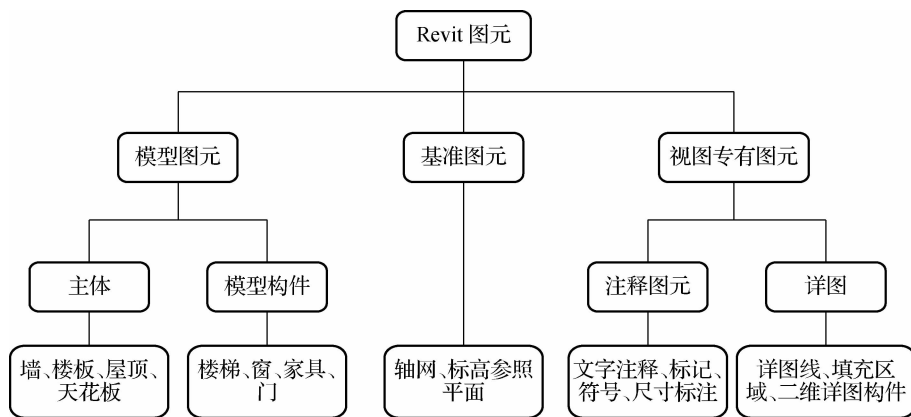 Revit 图元
模型图元
基准图元
视图专有图元
主体
模型构件
注释图元
详图
墙、楼板、屋顶、
天花板
楼梯、窗、家具、
门
轴网、标高参照
平面
文字注释、标记、
符号、尺寸标注
详图线、填充区
域、二维详图构件